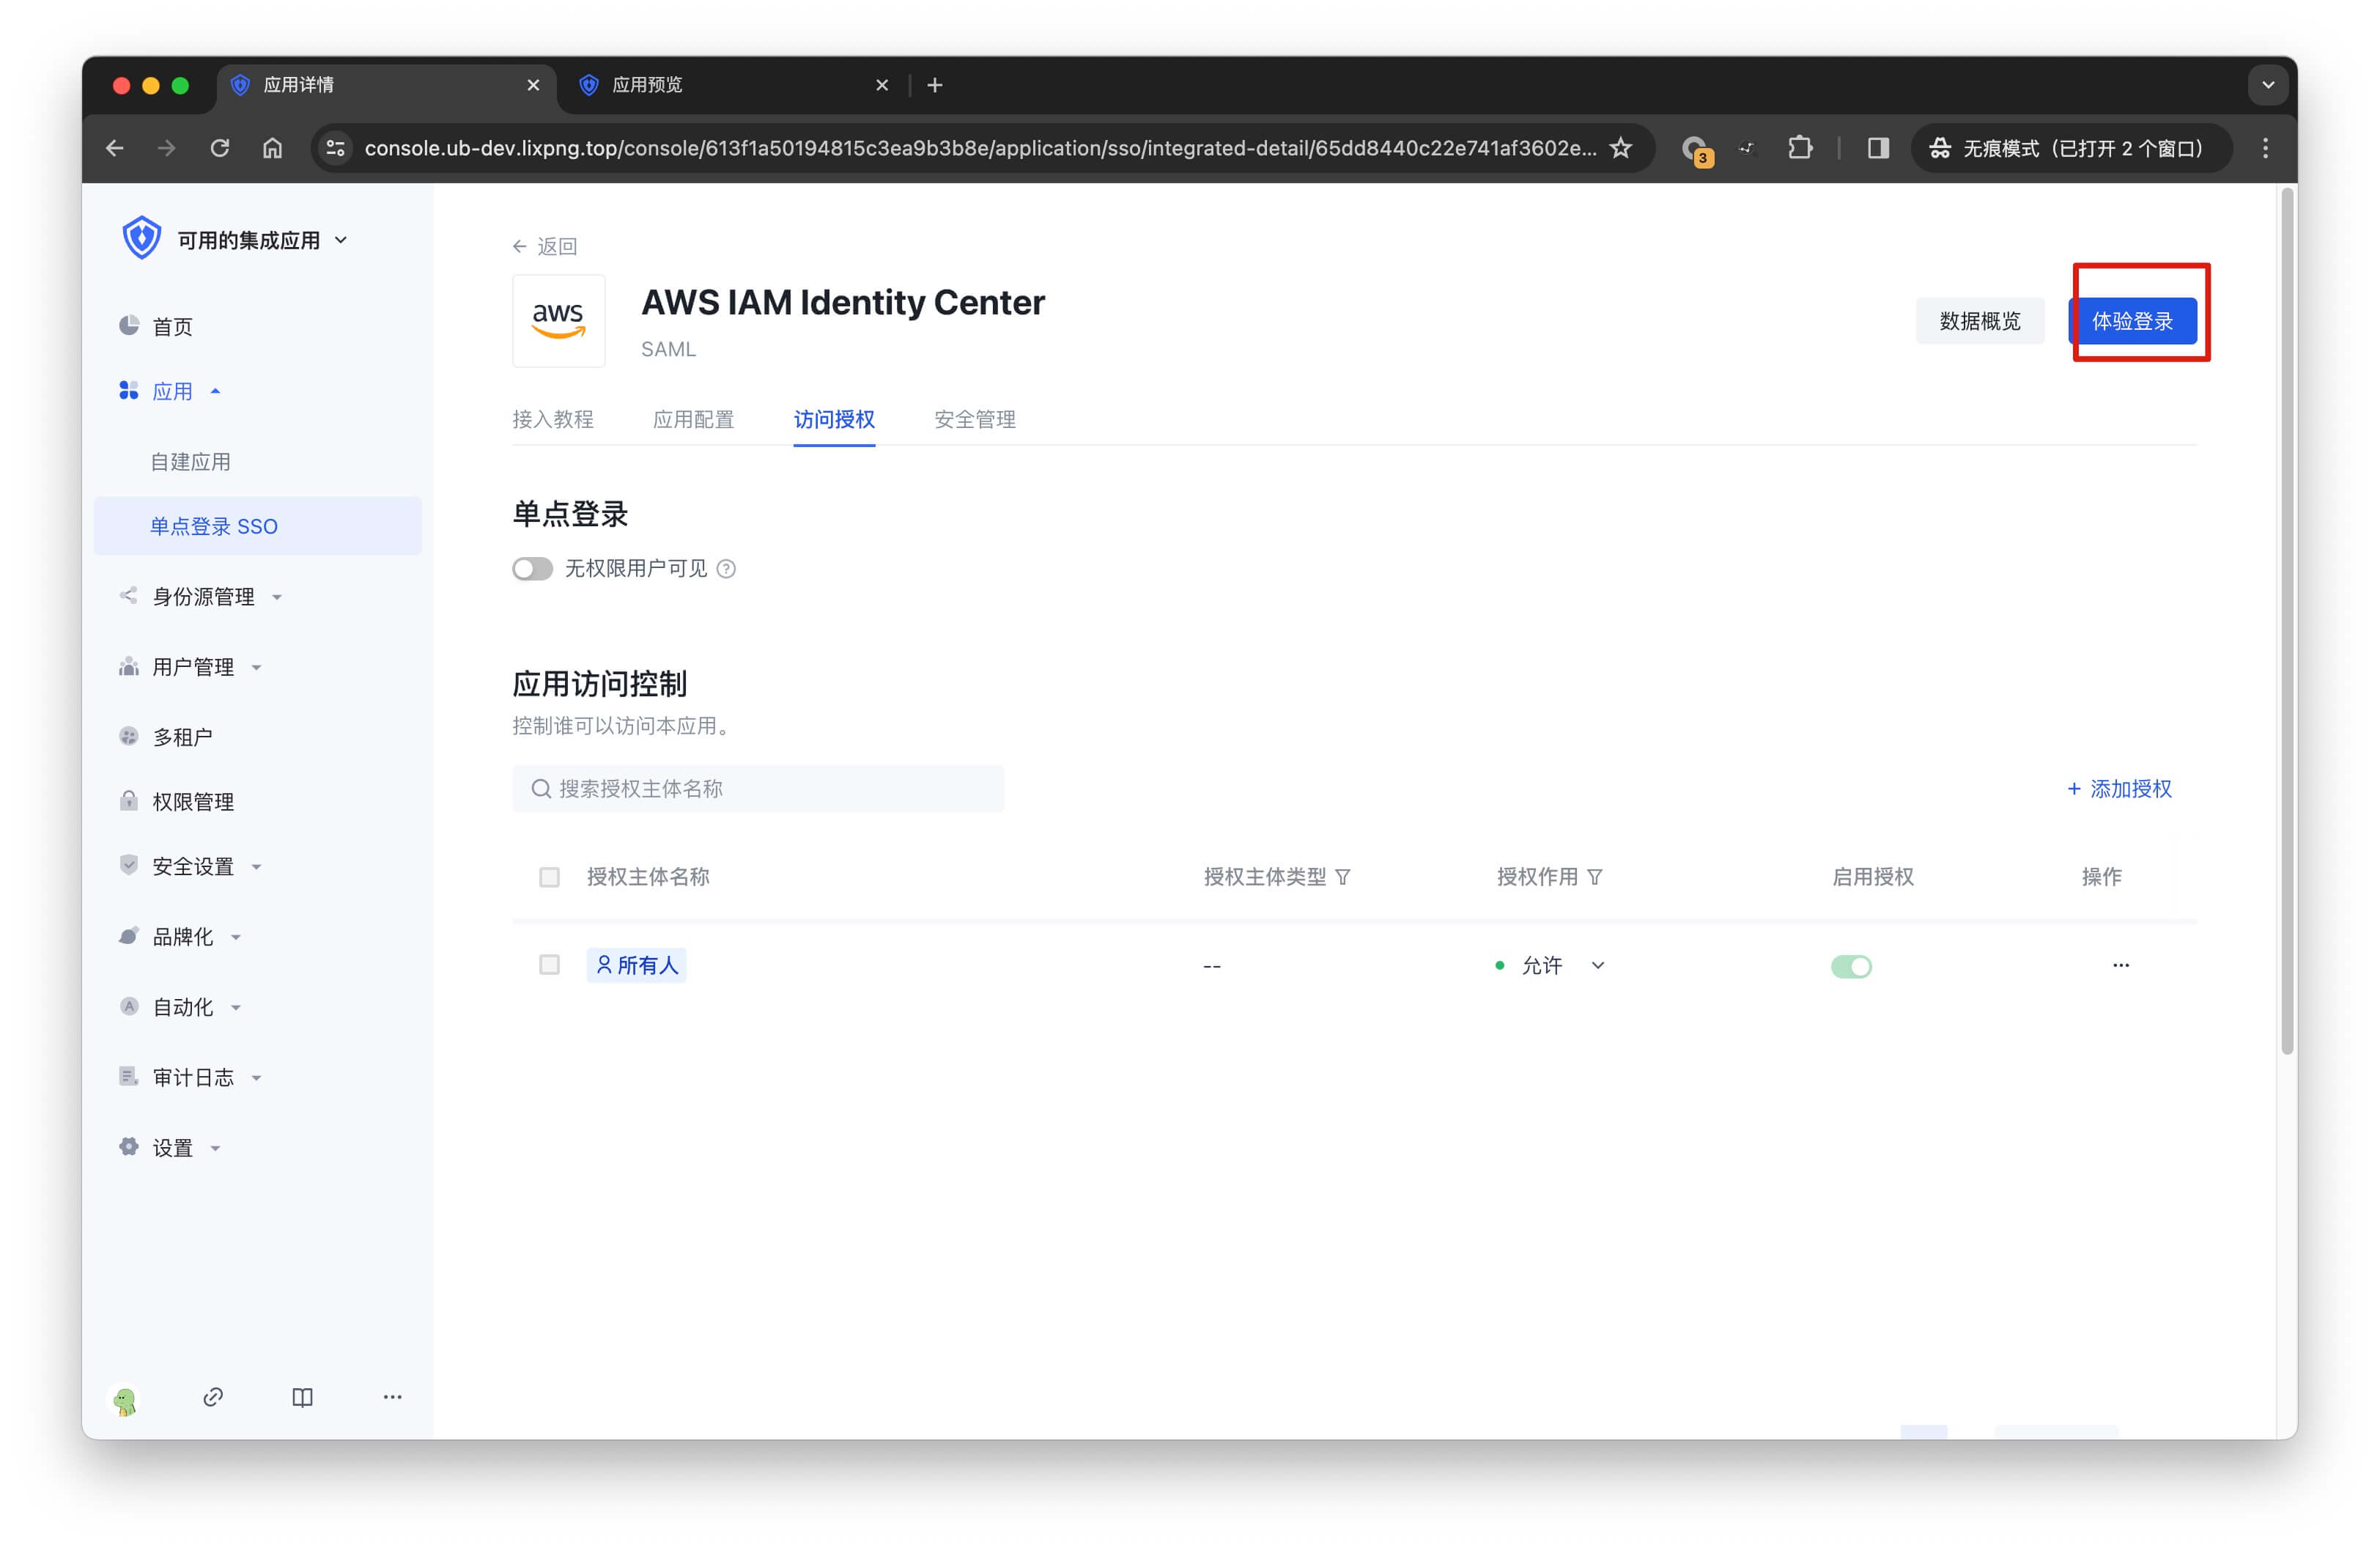 应用详情
应用预览
console.ub-dev.lixpng.top/console/613f1a50194815c3ea9b3b8e/application/sso/integrated-detail/65dd8440c22e741af3602e...
3
无痕模式（已打开 2 个窗口）
可用的集成应用
首页
应用
自建应用
单点登录 SSO
身份源管理
用户管理
多租户
权限管理
安全设置
品牌化
自动化
审计日志
设置
返回
aws
AWS IAM Identity Center
SAML
数据概览
体验登录
接入教程 应用配置 访问授权 安全管理
单点登录
无权限用户可见
应用访问控制
控制谁可以访问本应用。
搜索授权主体名称
+ 添加授权
授权主体名称 授权主体类型 授权作用 启用授权 操作
所有人 -- 允许 ...